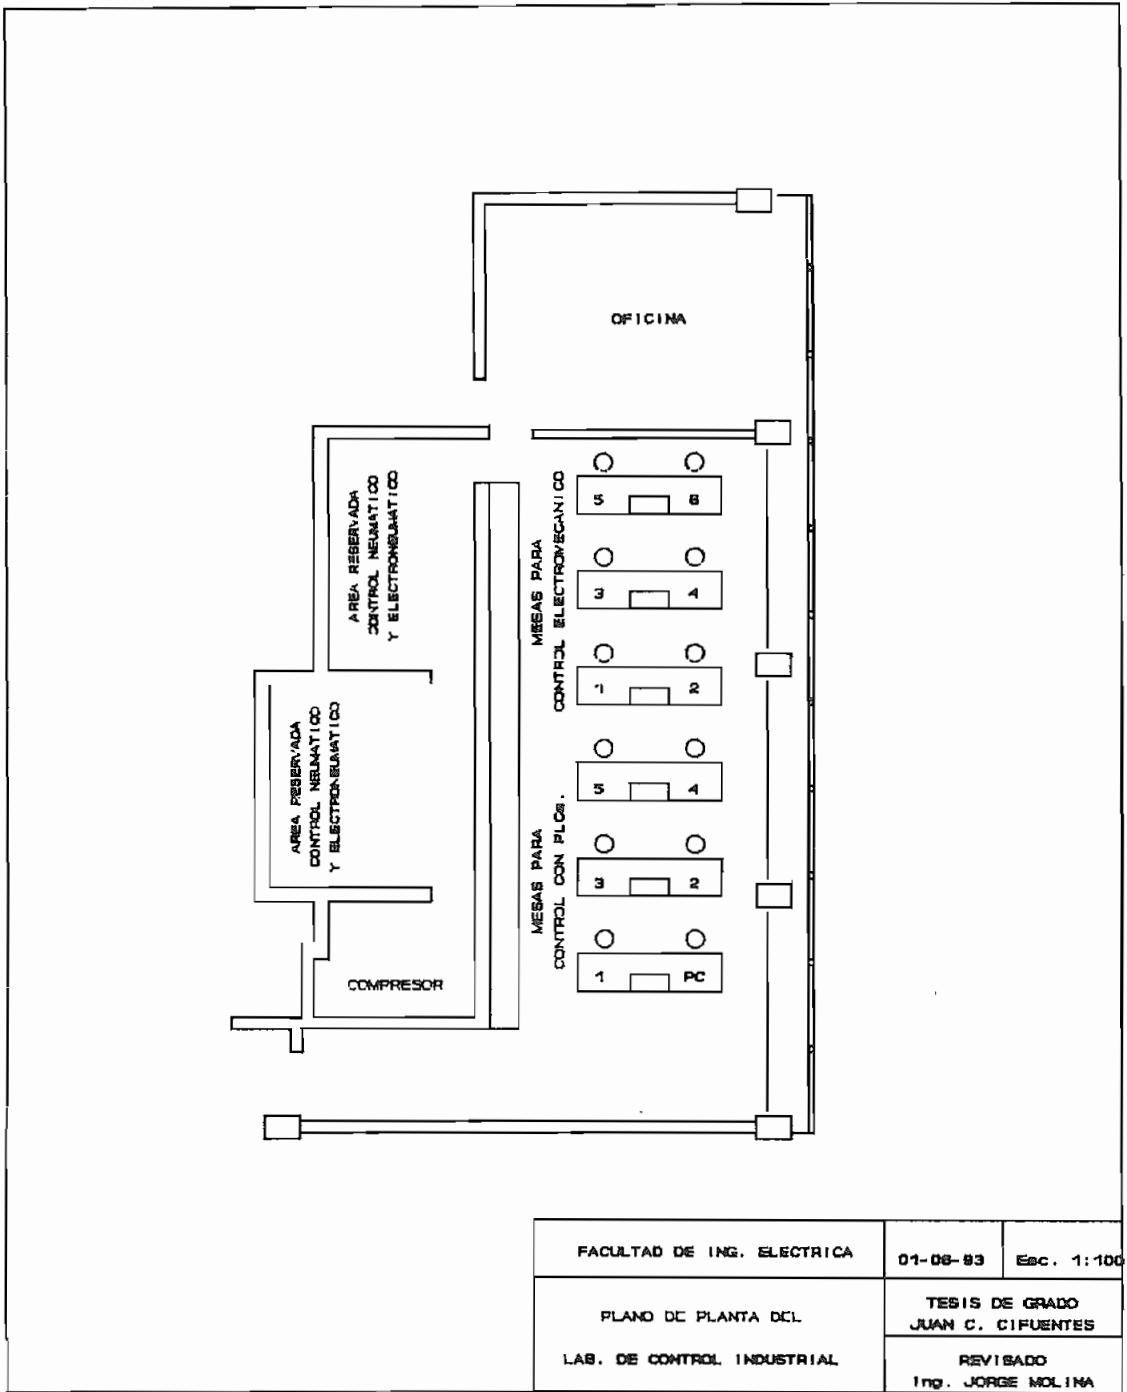 OFICINA
AREA RESERVADA
CONTROL NEUMATICO
Y ELECTRONEUMATICO
MESAS PARA
CONTROL ELECTROMECANICO
5 6
3 4
1 2
AREA RESERVADA
CONTROL NEUMATICO
Y ELECTRONEUMATICO
MESAS PARA
CONTROL CON PLCs.
5 4
3 2
1 PC
COMPRESOR
FACULTAD DE ING. ELECTRICA
01-06-93
Esc. 1:100
PLANO DE PLANTA DEL
LAB. DE CONTROL INDUSTRIAL
TESIS DE GRADO
JUAN C. CIFUENTES
REVISADO
Ing. JORGE MOLINA